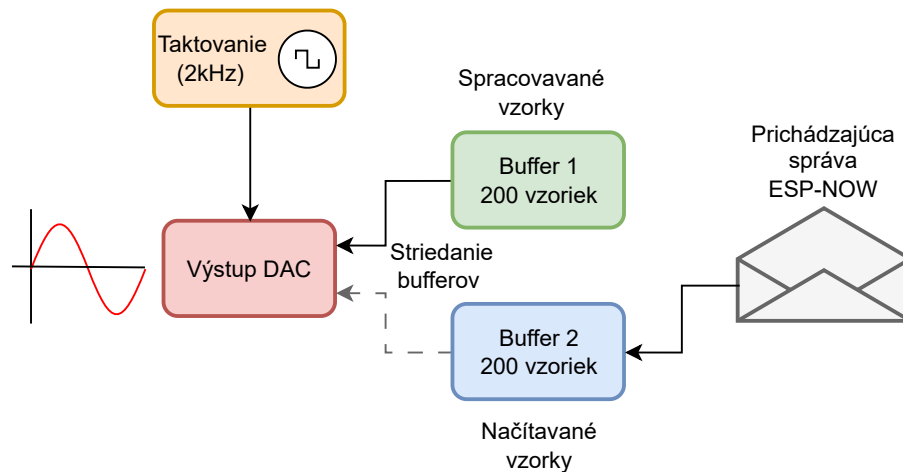 Taktovanie
(2kHz)
Spracovavané
vzorky
Buffer 1
200 vzoriek
Prichádzajúca
správa
ESP-NOW
Výstup DAC
Striedanie
bufferov
Buffer 2
200 vzoriek
Načítavané
vzorky